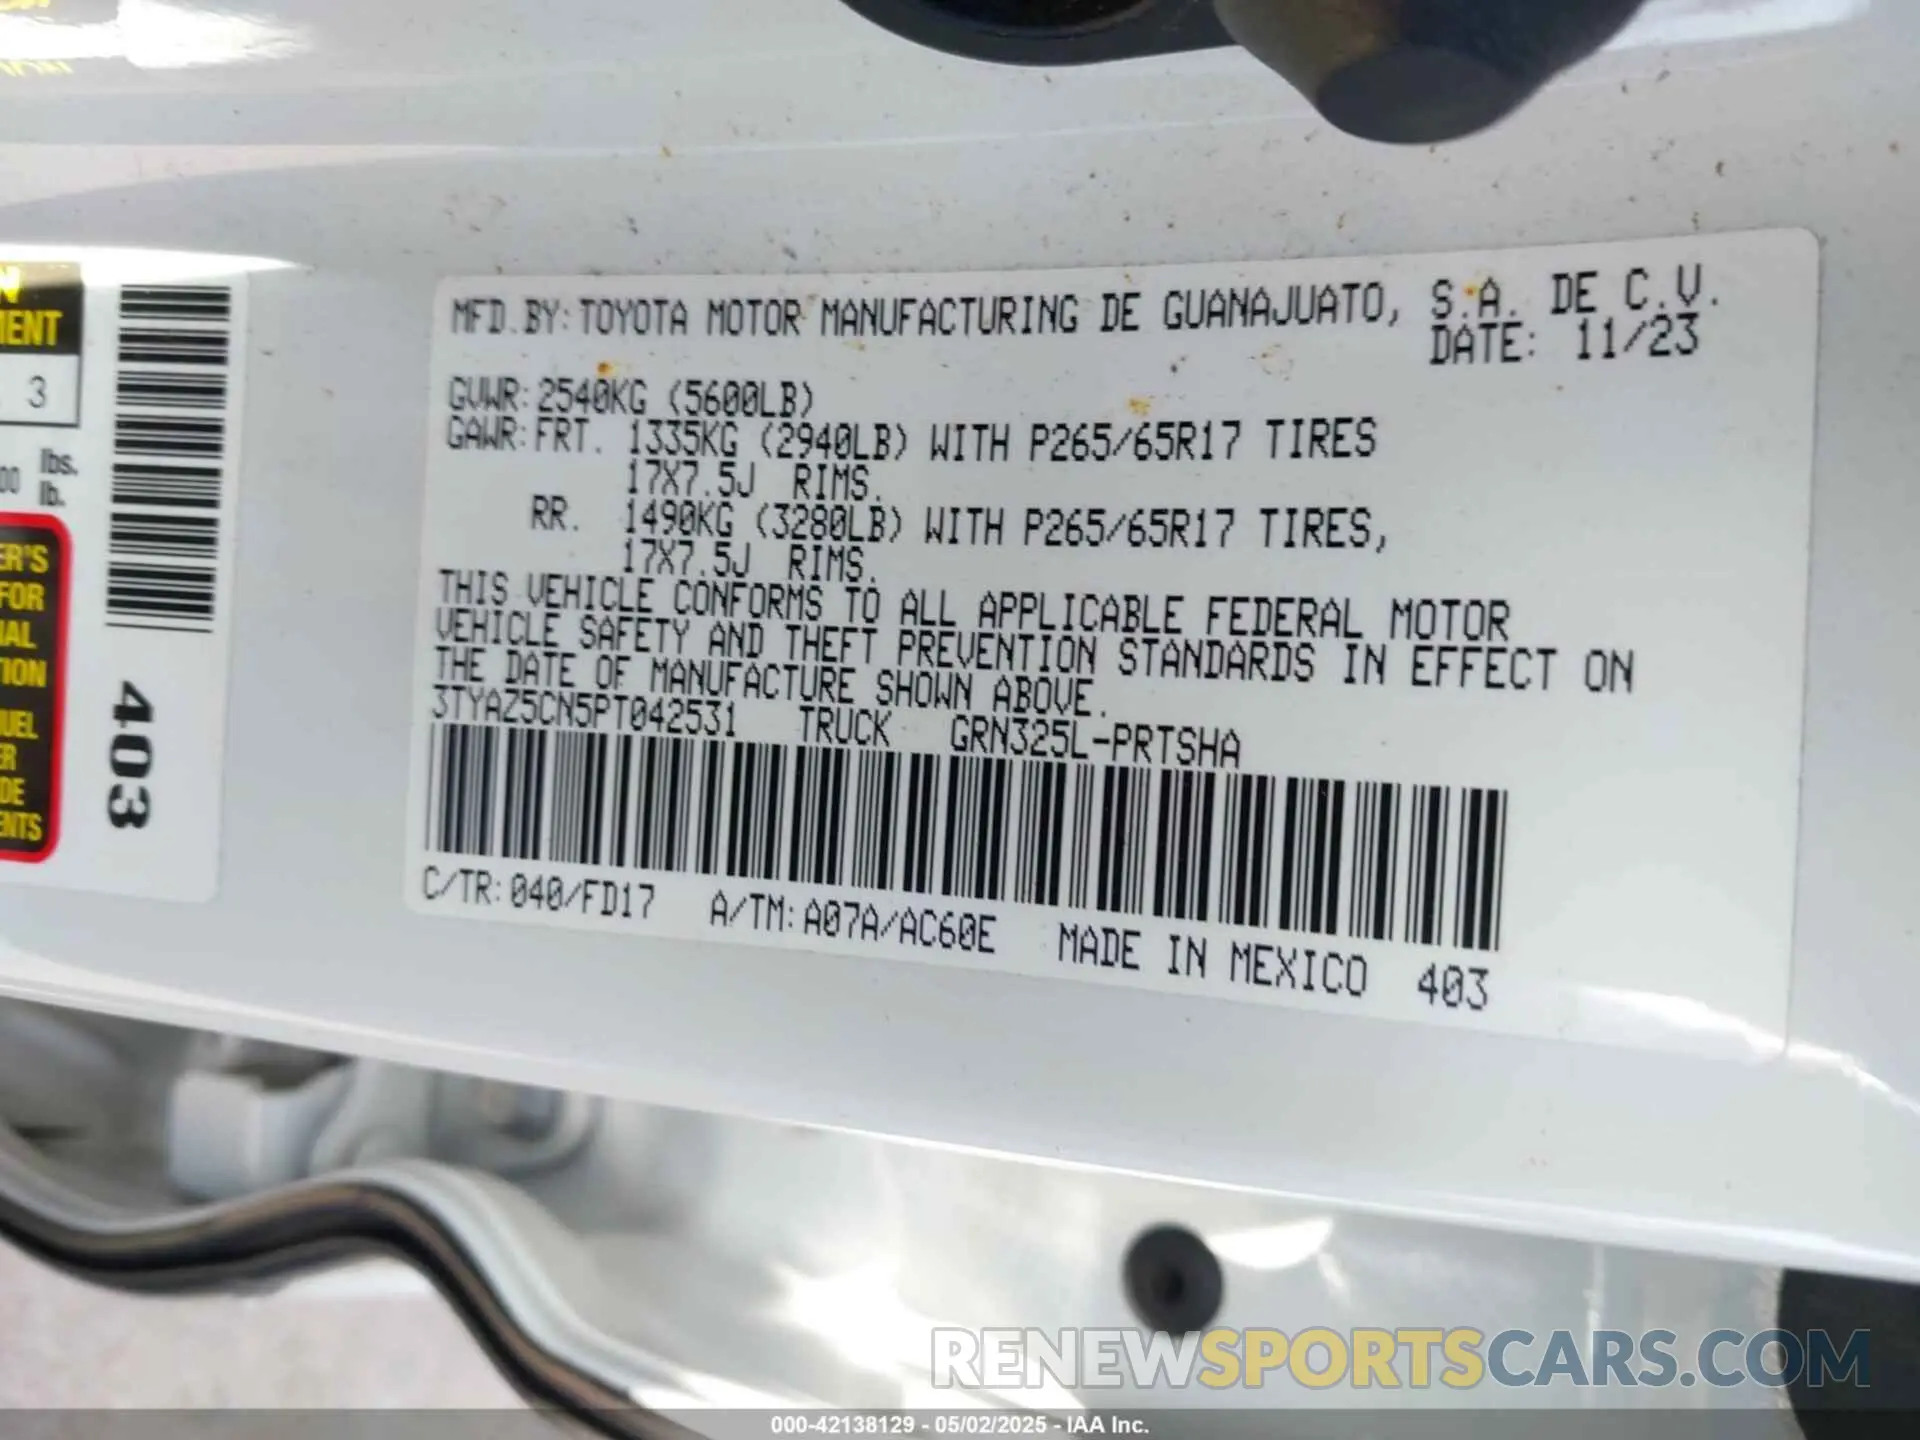 MFD.BY:TOYOTA MOTOR MANUFACTURING DE GUANAJUATO, S.A. DE C.V.
DATE: 11/23
GVWR:2540KG (5600LB)
GAWR:FRT. 1335KG (2940LB) WITH P265/65R17 TIRES
17X7.5J RIMS.
RR. 1490KG (3280LB) WITH P265/65R17 TIRES,
17X7.5J RIMS.
THIS VEHICLE CONFORMS TO ALL APPLICABLE FEDERAL MOTOR
VEHICLE SAFETY AND THEFT PREVENTION STANDARDS IN EFFECT ON
THE DATE OF MANUFACTURE SHOWN ABOVE.
3TYAZ5CN5PT042531 TRUCK GRN325L-PRTSHA
C/TR:040/FD17 A/TM:A07A/AC60E MADE IN MEXICO 403
3
lbs.
lb.
403
RENEWSPORTSCARS.COM
000-42138129 - 05/02/2025 - IAA Inc.